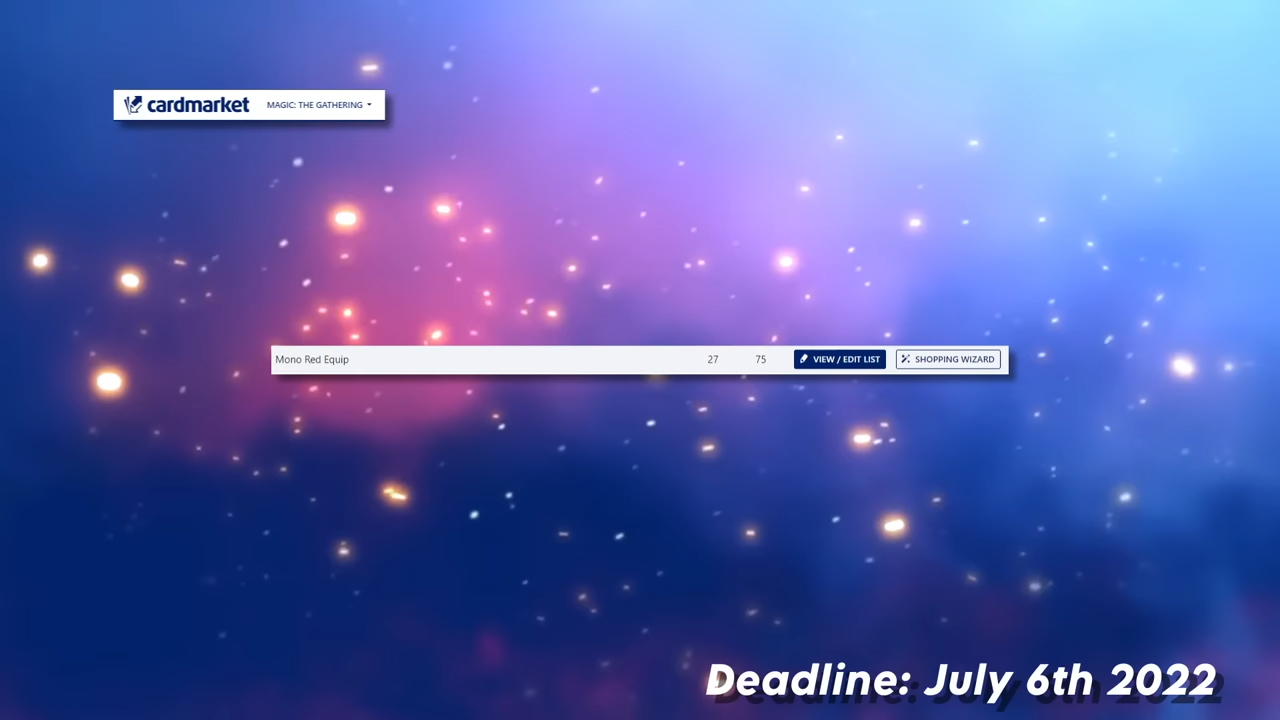 cardmarket MAGIC: THE GATHERING
Mono Red Equip 27 75 VIEW / EDIT LIST SHOPPING WIZARD
Deadline: July 6th 2022